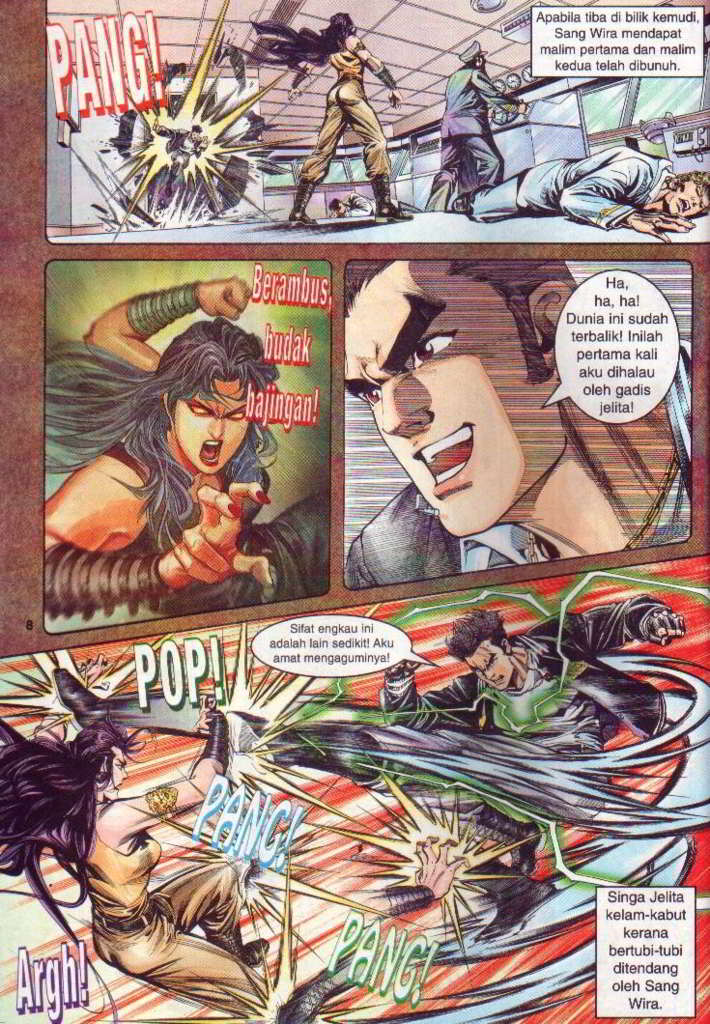 PANG!
Apabila tiba di bilik kemudi,
Sang Wira mendapat
malim pertama dan malim
kedua telah dibunuh.
Berambus,
budak
bajingan!
Ha,
ha, ha!
Dunia ini sudah
terbalik! Inilah
pertama kali
aku dihalau
oleh gadis
jelita!
8
POP!
Sifat engkau ini
adalah lain sedikit! Aku
amat mengaguminya!
PANG!
PANG!
Argh!
Singa Jelita
kelam-kabut
kerana
bertubi-tubi
ditendang
oleh Sang
Wira.